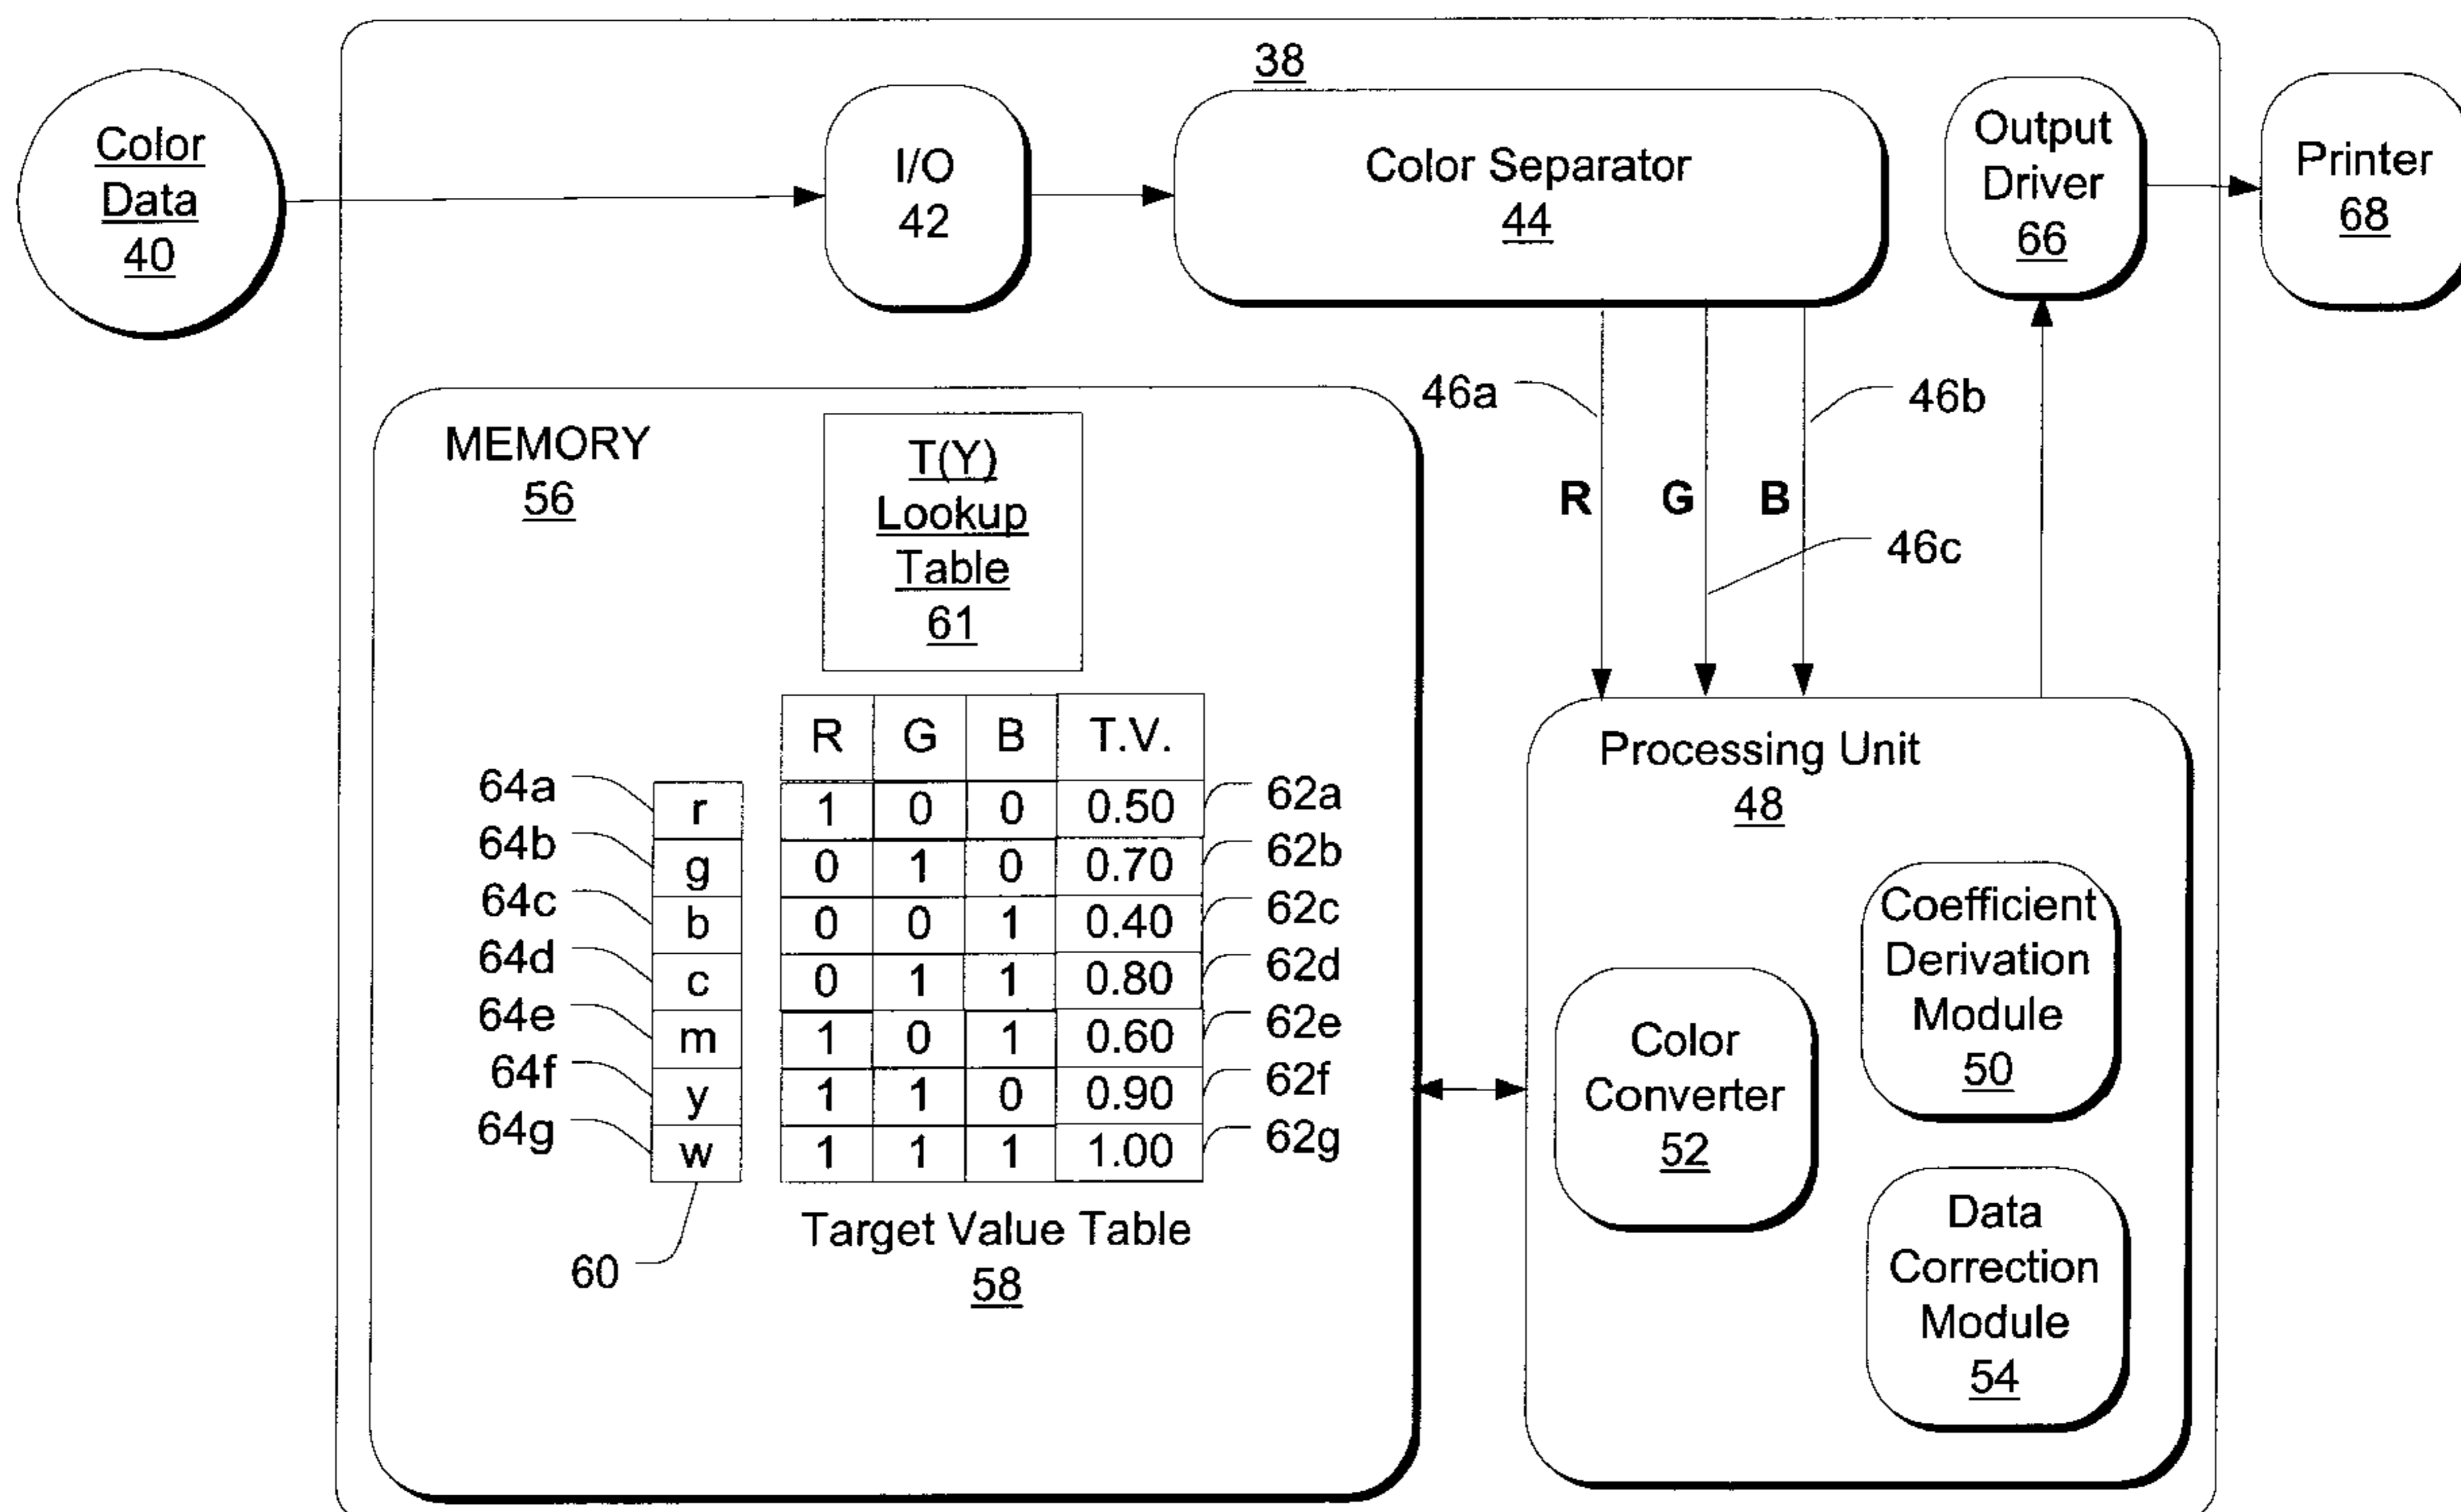 38
Color
Data
40
I/O
42
Color Separator
44
Output
Driver
66
Printer
68
46a
46b
R G B
46c
MEMORY
56
T(Y)
Lookup
Table
61
R G B T.V.
64a r 1 0 0 0.50 62a
64b g 0 1 0 0.70 62b
64c b 0 0 1 0.40 62c
64d c 0 1 1 0.80 62d
64e m 1 0 1 0.60 62e
64f y 1 1 0 0.90 62f
64g w 1 1 1 1.00 62g
60
Target Value Table
58
Processing Unit
48
Coefficient
Derivation
Module
50
Color
Converter
52
Data
Correction
Module
54